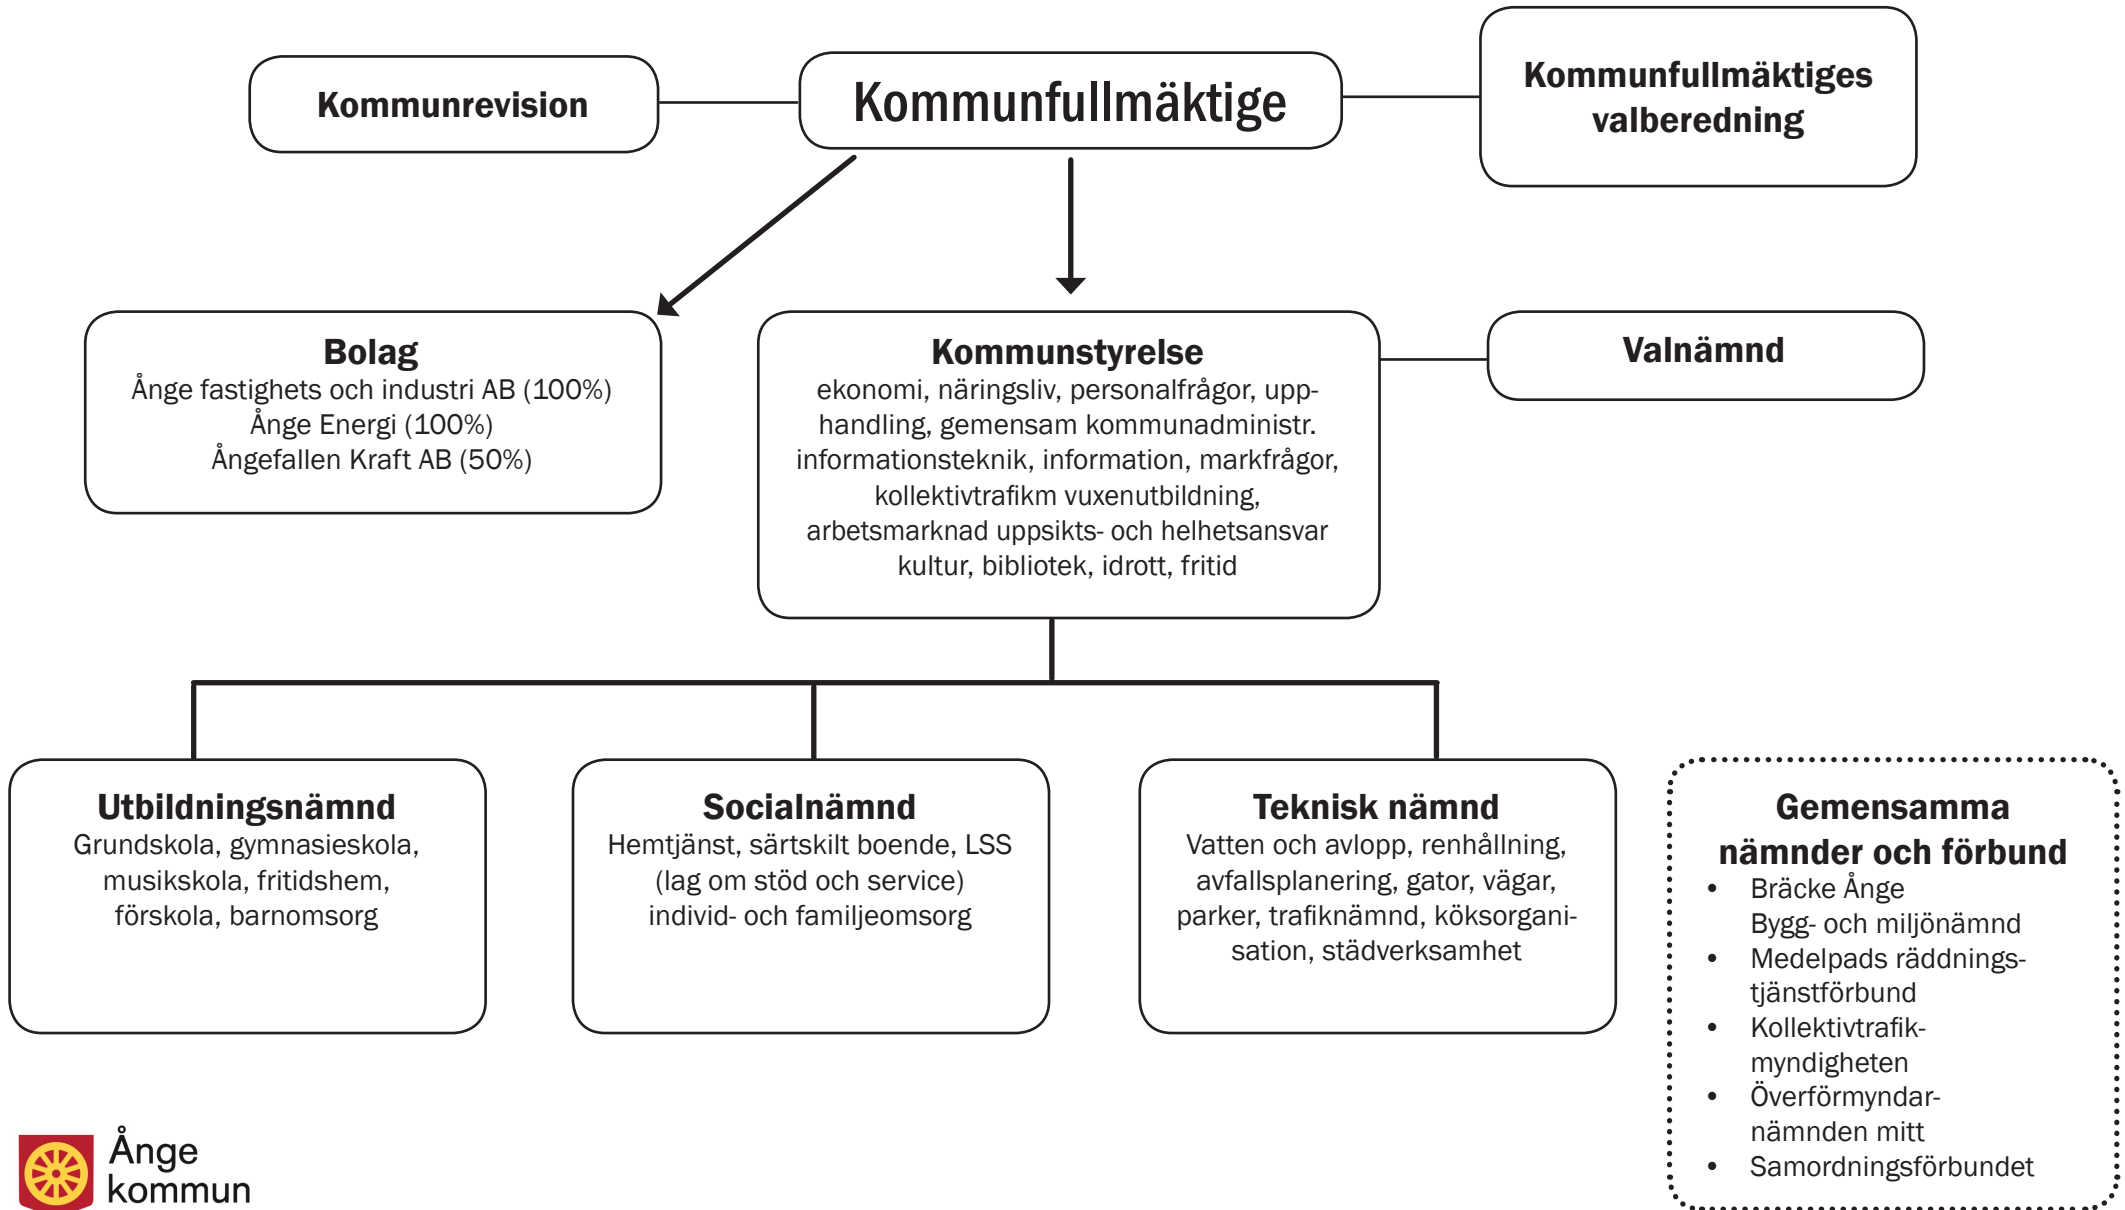 Kommunrevision
Kommunfullmäktige
Kommunfullmäktiges
valberedning
Bolag
Ånge fastighets och industri AB (100%)
Ånge Energi (100%)
Ångefallen Kraft AB (50%)
Kommunstyrelse
ekonomi, näringsliv, personalfrågor, upp-
handling, gemensam kommunadministr.
informationsteknik, information, markfrågor,
kollektivtrafikm vuxenutbildning,
arbetsmarknad uppsikts- och helhetsansvar
kultur, bibliotek, idrott, fritid
Valnämnd
Utbildningsnämnd
Grundskola, gymnasieskola,
musikskola, fritidshem,
förskola, barnomsorg
Socialnämnd
Hemtjänst, särtskilt boende, LSS
(lag om stöd och service)
individ- och familjeomsorg
Teknisk nämnd
Vatten och avlopp, renhållning,
avfallsplanering, gator, vägar,
parker, trafiknämnd, köksorgani-
sation, städverksamhet
Gemensamma
nämnder och förbund
• Bräcke Ånge
Bygg- och miljönämnd
• Medelpads räddnings-
tjänstförbund
• Kollektivtrafik-
myndigheten
• Överförmyndar-
nämnden mitt
• Samordningsförbundet
Ånge
kommun